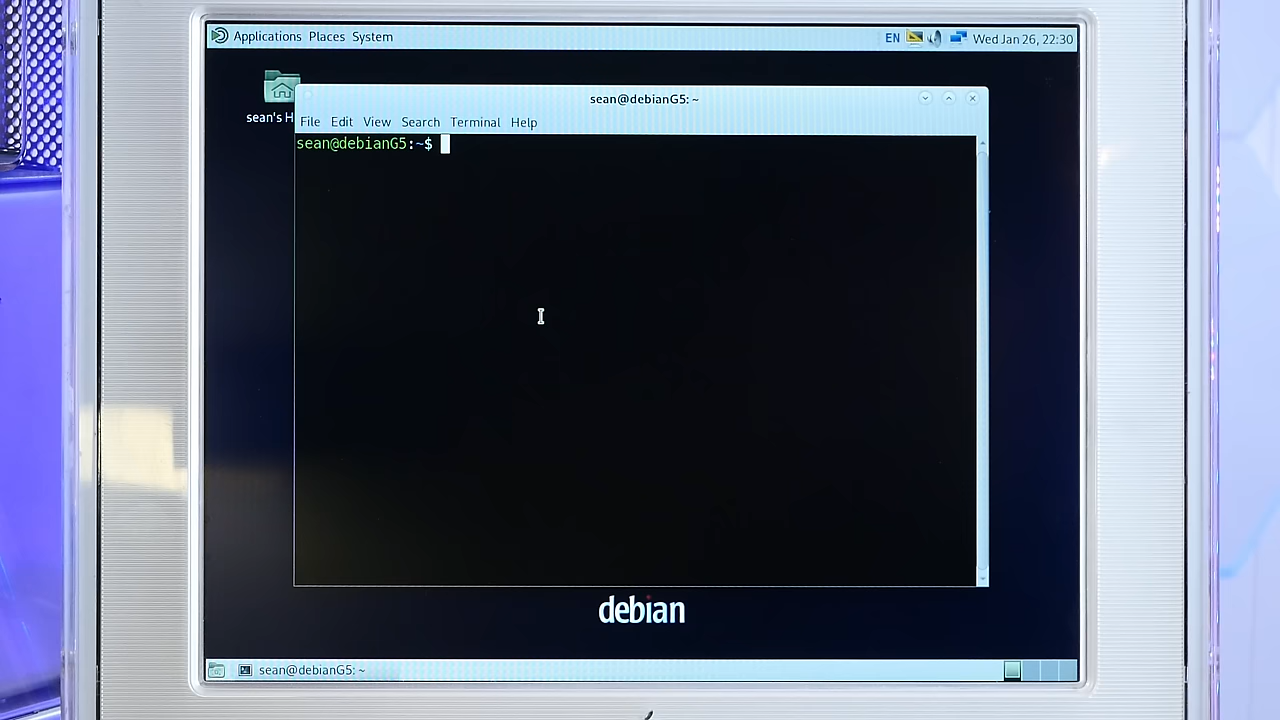 Applications Places System EN Wed Jan 26, 22:30
sean's H
sean@debianG5: ~
File Edit View Search Terminal Help
sean@debianG5:~$
debian
sean@debianG5: ~